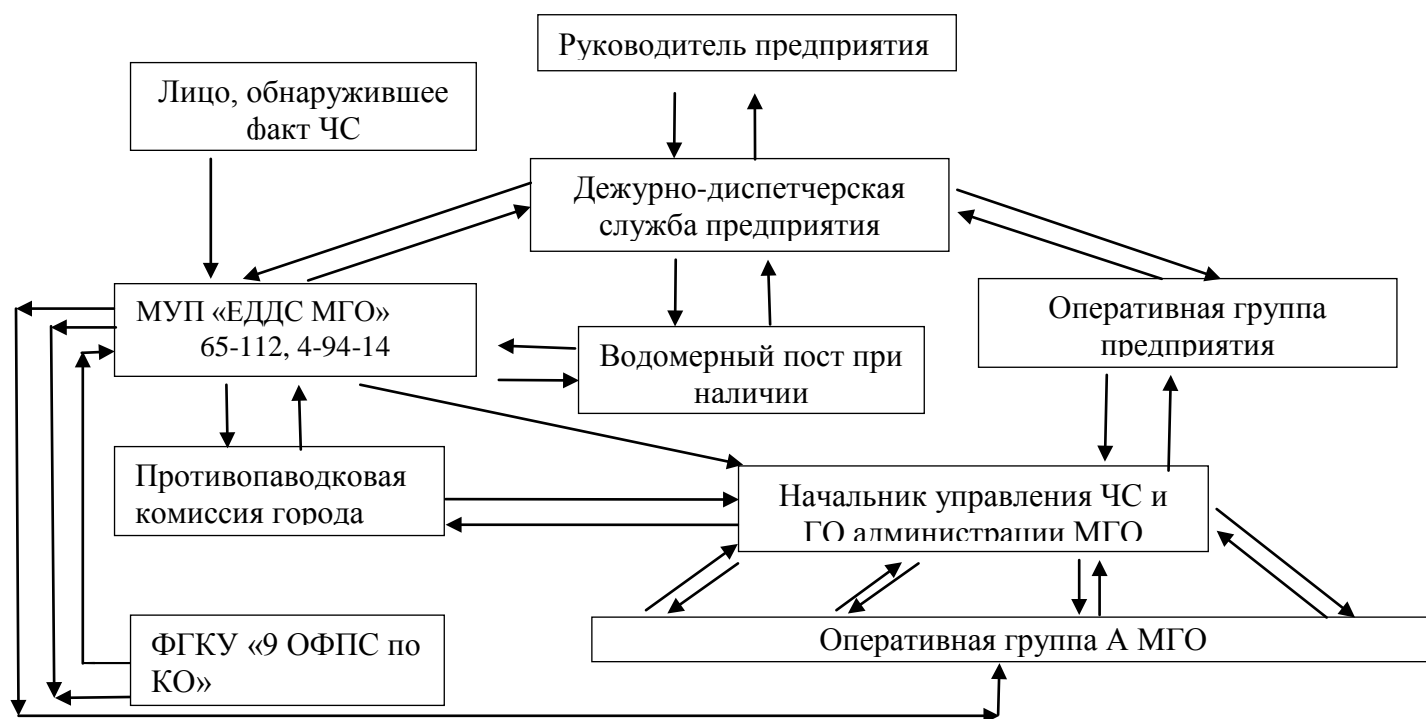 Руководитель предприятия
Лицо, обнаружившее
факт ЧС
Дежурно-диспетчерская
служба предприятия
МУП «ЕДДС МГО»
65-112, 4-94-14
Водомерный пост при
наличии
Оперативная группа
предприятия
Противопаводковая
комиссия города
Начальник управления ЧС и
ГО администрации МГО
ФГКУ «9 ОФПС по
КО»
Оперативная группа А МГО